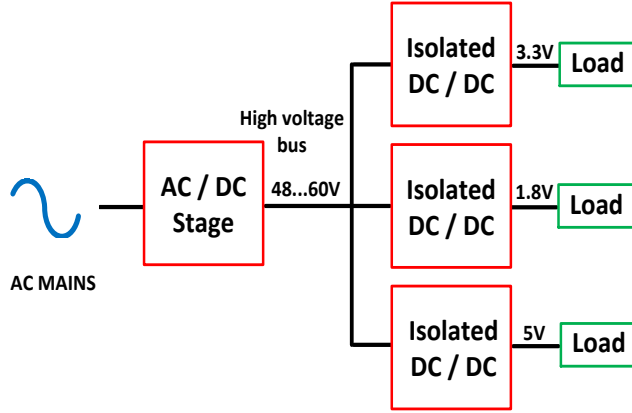 AC MAINS
AC / DC
Stage
High voltage
bus
48...60V
Isolated
DC / DC
3.3V
Load
Isolated
DC / DC
1.8V
Load
Isolated
DC / DC
5V
Load